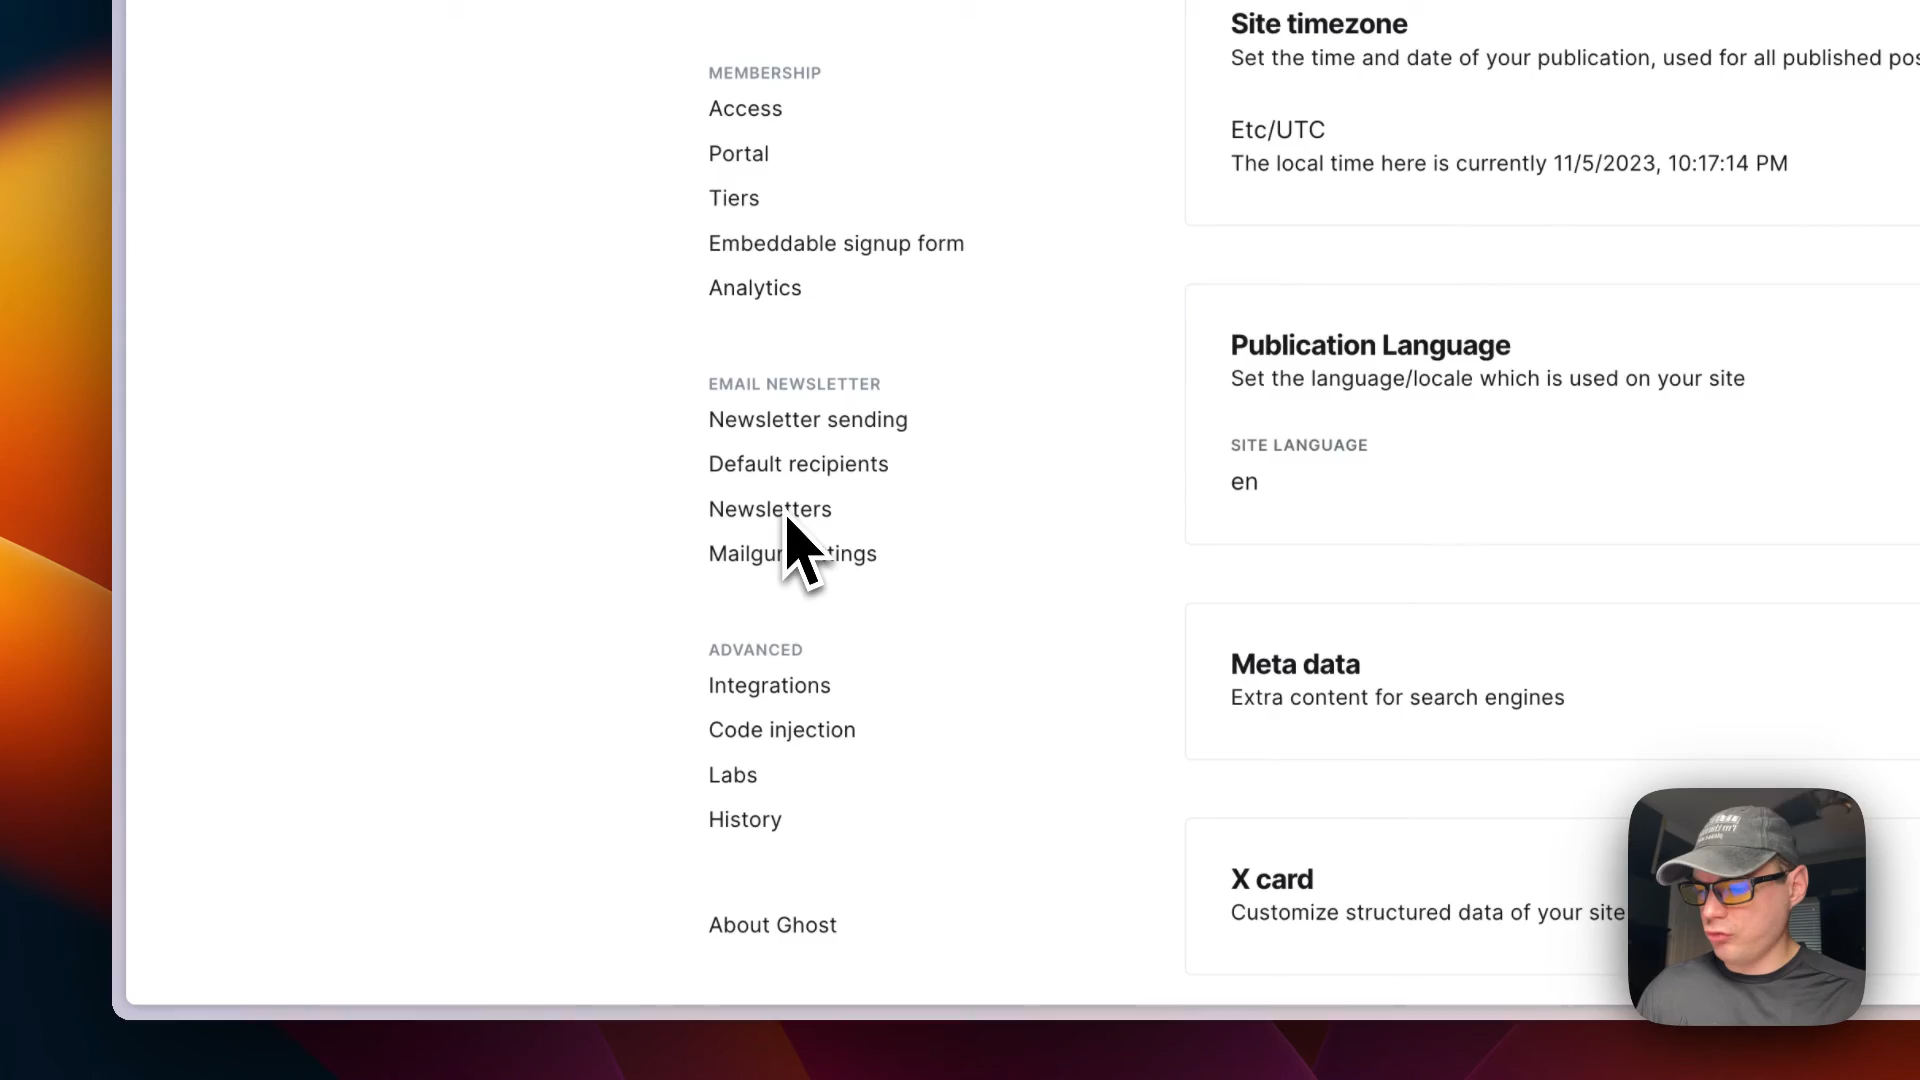 MEMBERSHIP
Access
Portal
Tiers
Embeddable signup form
Analytics
EMAIL NEWSLETTER
Newsletter sending
Default recipients
Newsletters
ADVANCED
Integrations
Code injection
Labs
History
About Ghost
Site timezone
Set the time and date of your publication, used for all published
Etc/UTC
The local time here is currently 11/5/2023, 10:17:14 PM
Publication Language
Set the language/locale which is used on your site
SITE LANGUAGE
en
Meta data
Extra content for search engines
X card
Customize structured data of your site